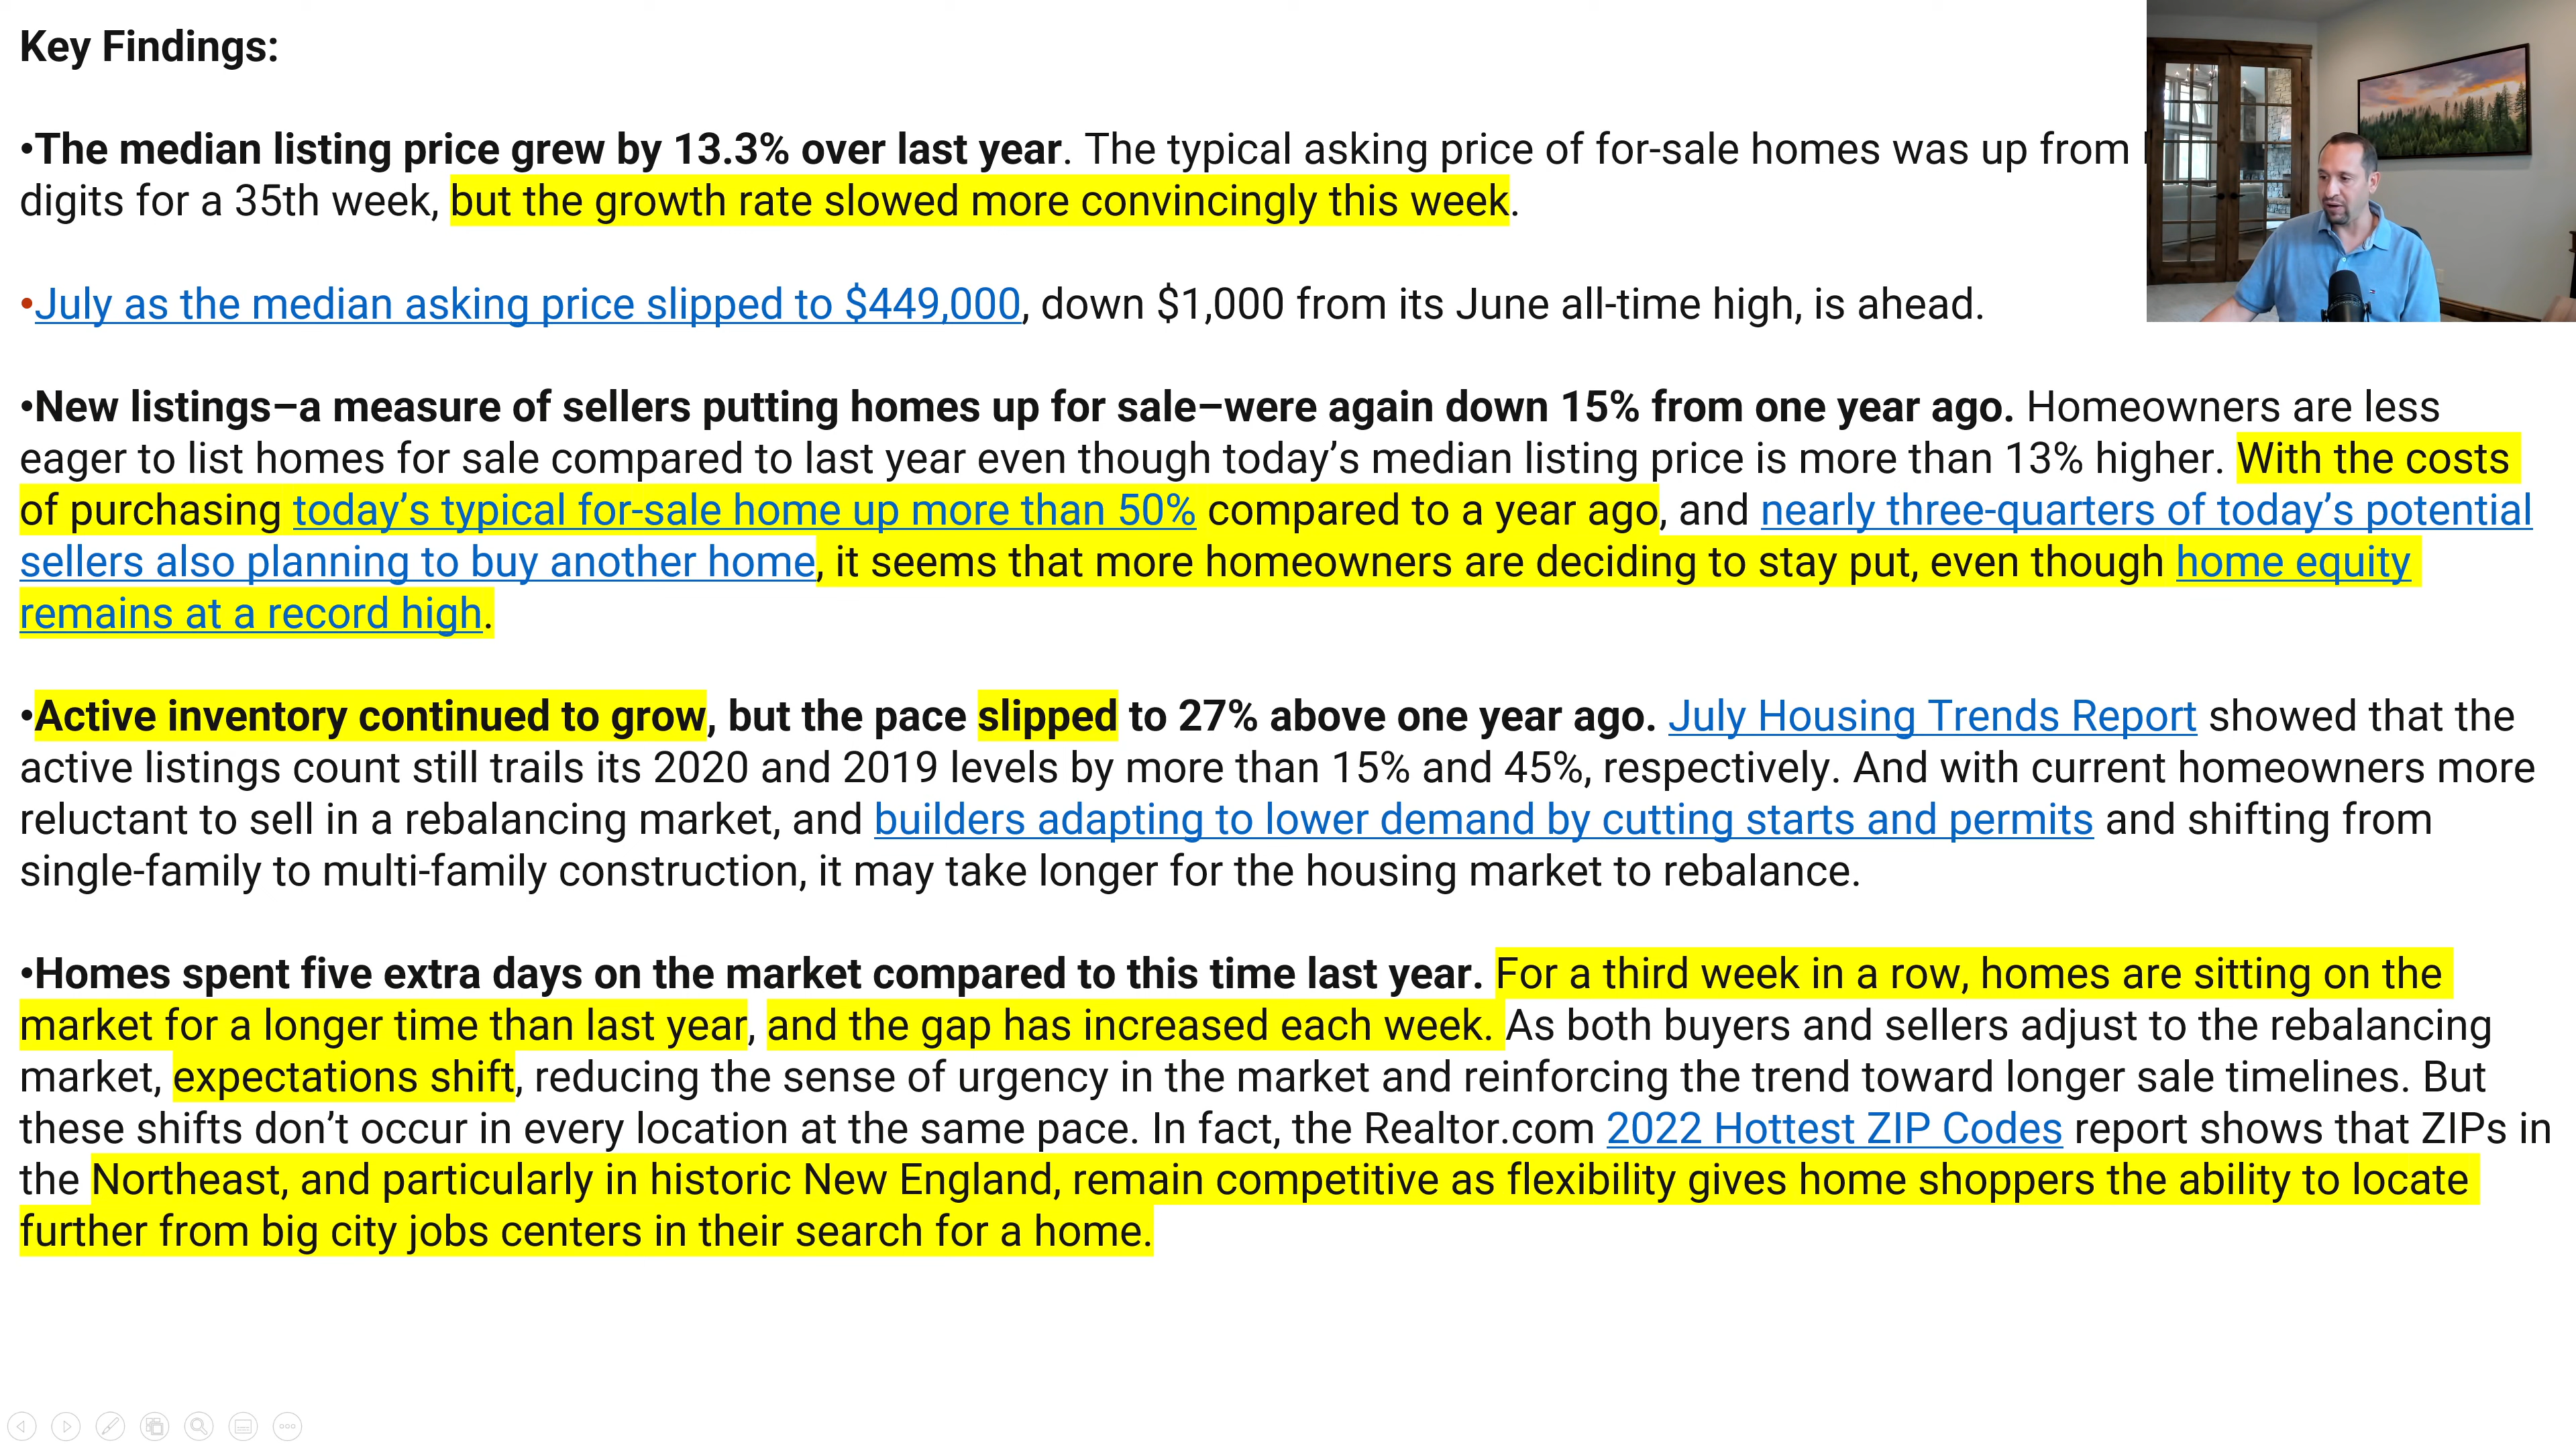 Key Findings:
•The median listing price grew by 13.3% over last year. The typical asking price of for-sale homes was up from
digits for a 35th week, but the growth rate slowed more convincingly this week.
•July as the median asking price slipped to $449,000, down $1,000 from its June all-time high, is ahead.
•New listings–a measure of sellers putting homes up for sale–were again down 15% from one year ago. Homeowners are less
eager to list homes for sale compared to last year even though today’s median listing price is more than 13% higher. With the costs
of purchasing today’s typical for-sale home up more than 50% compared to a year ago, and nearly three-quarters of today’s potential
sellers also planning to buy another home, it seems that more homeowners are deciding to stay put, even though home equity
remains at a record high.
•Active inventory continued to grow, but the pace slipped to 27% above one year ago. July Housing Trends Report showed that the
active listings count still trails its 2020 and 2019 levels by more than 15% and 45%, respectively. And with current homeowners more
reluctant to sell in a rebalancing market, and builders adapting to lower demand by cutting starts and permits and shifting from
single-family to multi-family construction, it may take longer for the housing market to rebalance.
•Homes spent five extra days on the market compared to this time last year. For a third week in a row, homes are sitting on the
market for a longer time than last year, and the gap has increased each week. As both buyers and sellers adjust to the rebalancing
market, expectations shift, reducing the sense of urgency in the market and reinforcing the trend toward longer sale timelines. But
these shifts don’t occur in every location at the same pace. In fact, the Realtor.com 2022 Hottest ZIP Codes report shows that ZIPs in
the Northeast, and particularly in historic New England, remain competitive as flexibility gives home shoppers the ability to locate
further from big city jobs centers in their search for a home.